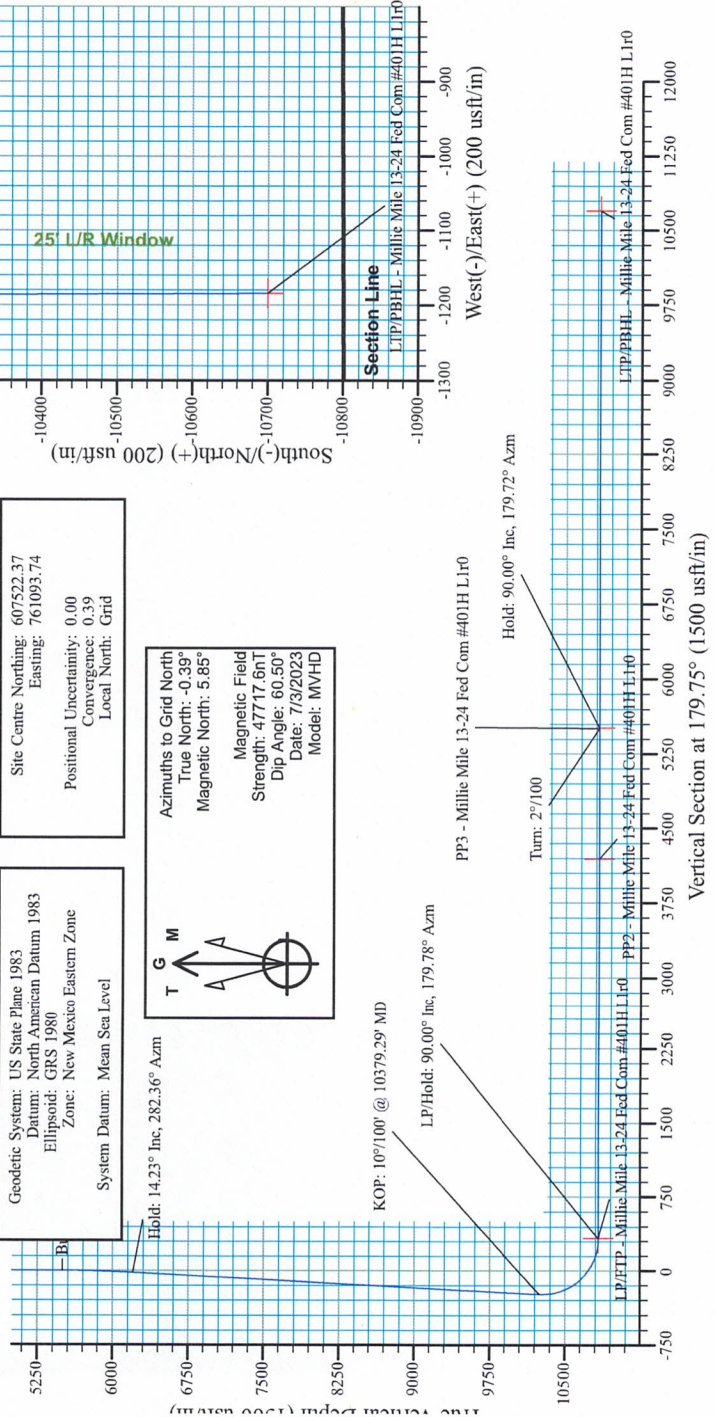 Geodetic System: US State Plane 1983
Datum: North American Datum 1983
Ellipsoid: GRS 1980
Zone: New Mexico Eastern Zone
System Datum: Mean Sea Level
Site Centre Northing: 607522.37
Easting: 761093.74
Positional Uncertainity: 0.00
Convergence: 0.39
Local North: Grid
T G M
Azimuths to Grid North
True North: -0.39°
Magnetic North: 5.85°
Magnetic Field
Strength: 47717.6nT
Dip Angle: 60.50°
Date: 7/3/2023
Model: MVHD
South(-)/North(+) (200 usft/in)
-10400
-10500
-10600
-10700
-10800
-10900
25' L/R Window
Section Line
LTP/PBHL - Millie Mile 13-24 Fed Com #401H L1r0
-1300 -1200 -1100 -1000 -900
West(-)/East(+) (200 usft/in)
Hold: 14.23° Inc, 282.36° Azm
KOP: 10°/100' @ 10379.29' MD
LP/Hold: 90.00° Inc, 179.78° Azm
PP3 - Millie Mile 13-24 Fed Com #401H L1r0
Turn: 2°/100
Hold: 90.00° Inc, 179.72° Azm
LP/FTP - Millie Mile 13-24 Fed Com #401H L1r0
PP2 - Millie Mile 13-24 Fed Com #401H L1r0
LTP/PBHL - Millie Mile 13-24 Fed Com #401H L1r0
5250
6000
6750
7500
8250
9000
9750
10500
-750 0 750 1500 2250 3000 3750 4500 5250 6000 6750 7500 8250 9000 9750 10500 11250 12000
Vertical Section at 179.75° (1500 usft/in)